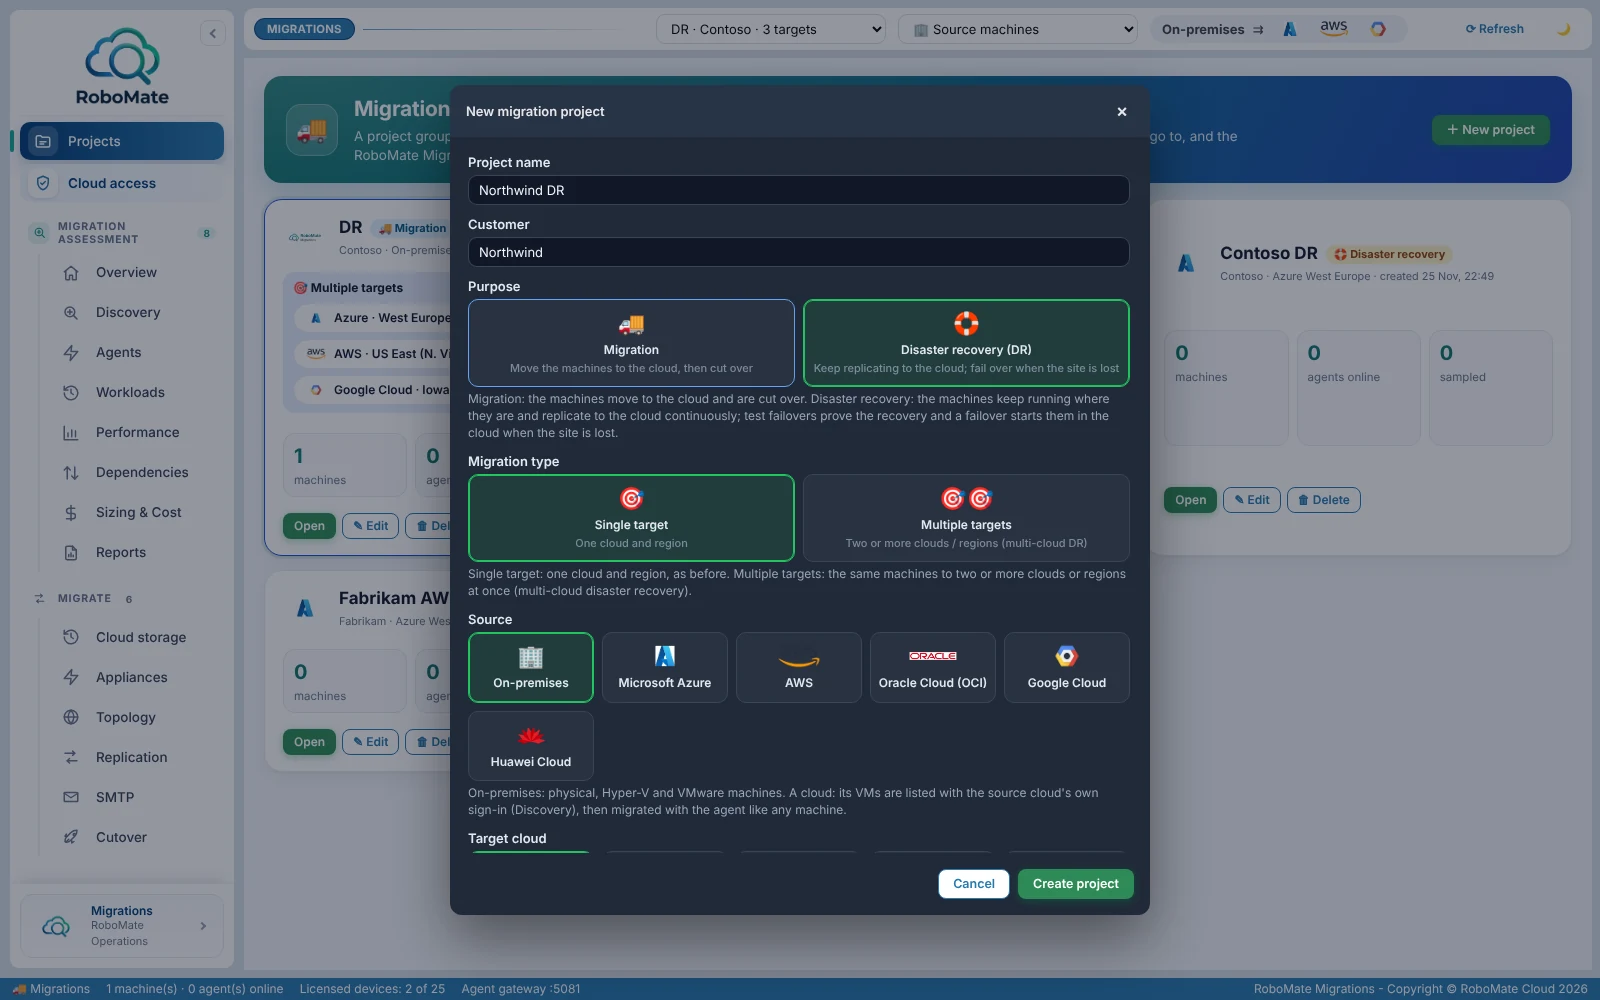 RoboMate
Projects
Cloud access
MIGRATION
ASSESSMENT
8
Overview
Discovery
Agents
Workloads
Performance
Dependencies
Sizing & Cost
Reports
MIGRATE 6
Cloud storage
Appliances
Topology
Replication
SMTP
Cutover
Migrations
RoboMate
Operations
MIGRATIONS
DR · Contoso · 3 targets
Source machines
On-premises
aws
Refresh
Migration
A project group
RoboMate Migr
go to, and the
+ New project
DR
Migration
Contoso · On-premise
Multiple targets
Azure · West Europe
aws AWS · US East (N. Vi
Google Cloud · Iowa
1
machines
0
agen
Open
Edit
Del
Fabrikam AW
Fabrikam · Azure Wes
0
machines
0
agen
Open
Edit
Del
Contoso DR
Disaster recovery
Contoso · Azure West Europe · created 25 Nov, 22:49
0
machines
0
agents online
0
sampled
Open
Edit
Delete
New migration project
×
Project name
Northwind DR
Customer
Northwind
Purpose
Migration
Move the machines to the cloud, then cut over
Disaster recovery (DR)
Keep replicating to the cloud; fail over when the site is lost
Migration: the machines move to the cloud and are cut over. Disaster recovery: the machines keep running where
they are and replicate to the cloud continuously; test failovers prove the recovery and a failover starts them in the
cloud when the site is lost.
Migration type
Single target
One cloud and region
Multiple targets
Two or more clouds / regions (multi-cloud DR)
Single target: one cloud and region, as before. Multiple targets: the same machines to two or more clouds or regions
at once (multi-cloud disaster recovery).
Source
On-premises
Microsoft Azure
AWS
ORACLE
Oracle Cloud (OCI)
Google Cloud
Huawei Cloud
On-premises: physical, Hyper-V and VMware machines. A cloud: its VMs are listed with the source cloud's own
sign-in (Discovery), then migrated with the agent like any machine.
Target cloud
Cancel
Create project
Migrations
1 machine(s) · 0 agent(s) online
Licensed devices: 2 of 25
Agent gateway :5081
RoboMate Migrations - Copyright © RoboMate Cloud 2026